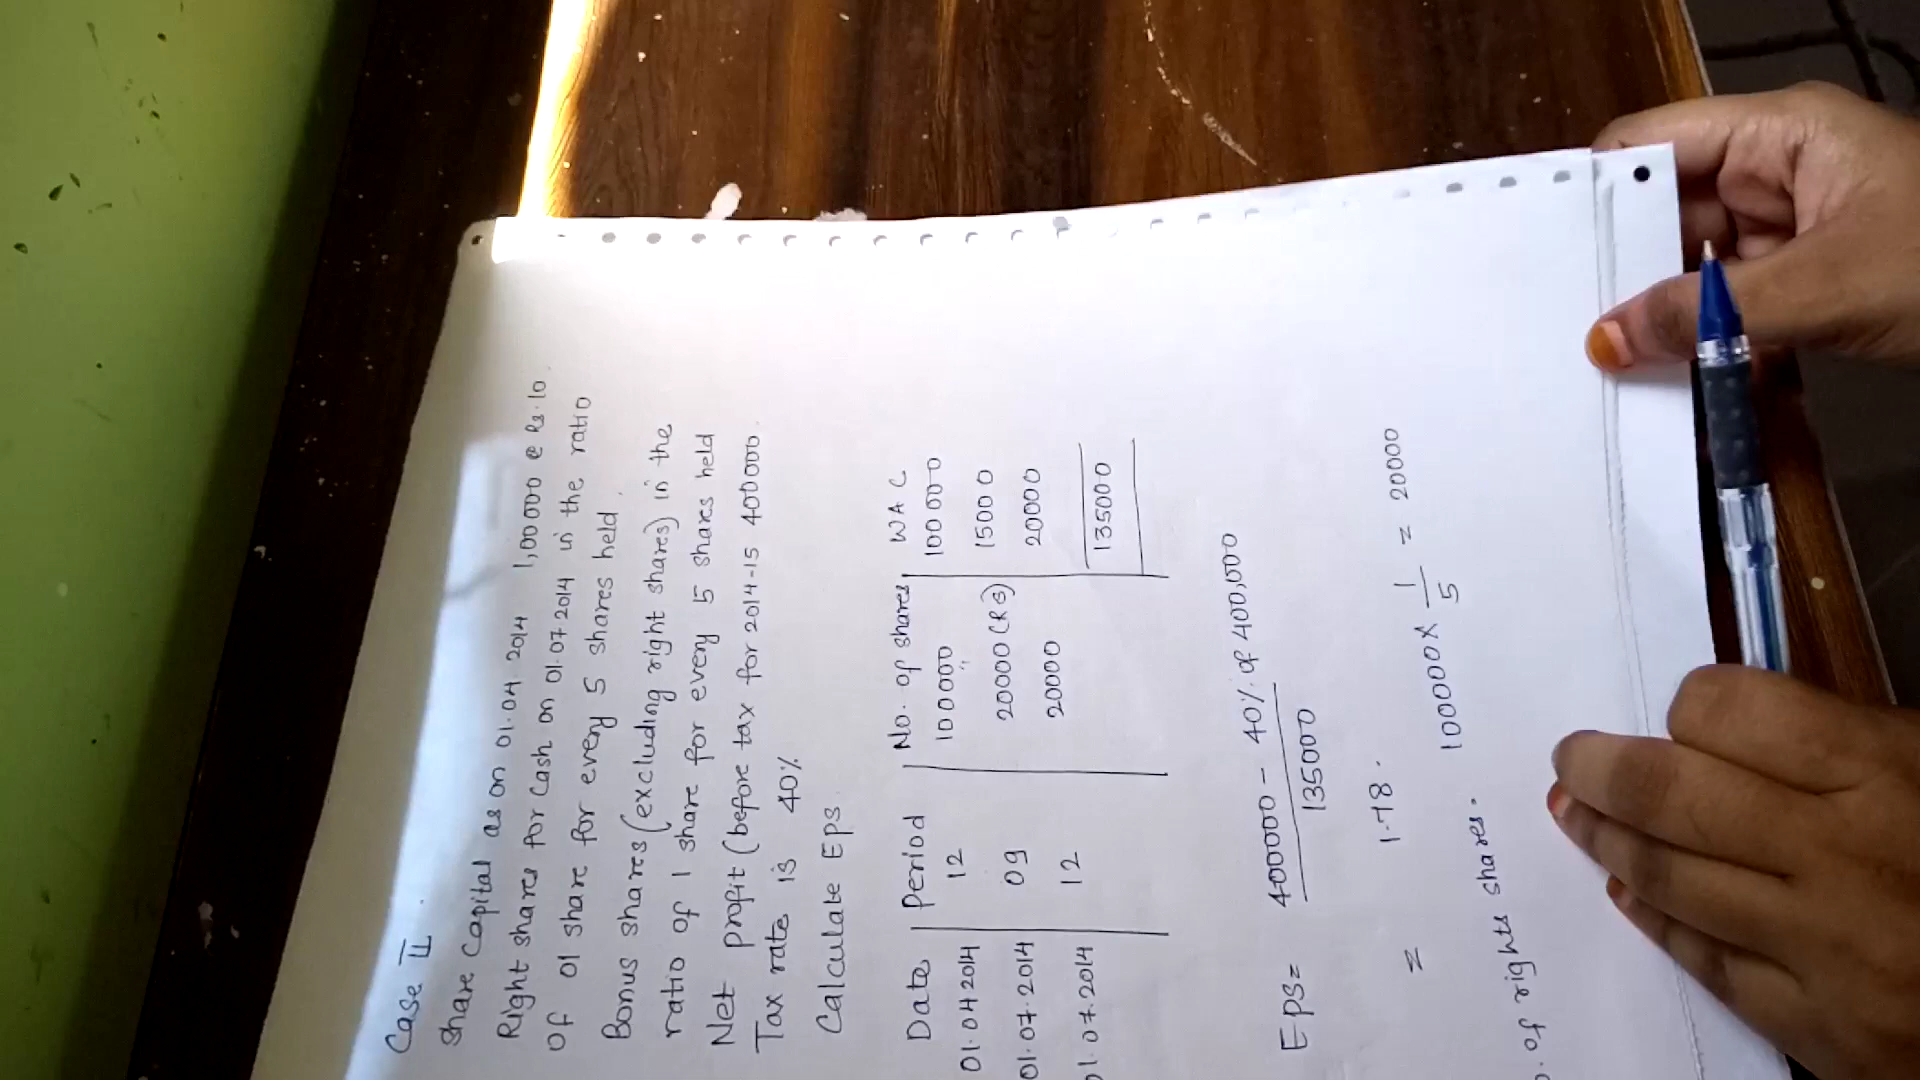 Case II.
Share Capital as on 01.04 2014 1,00000 @ Rs.10
Right shares for Cash on 01.07 2014 in the ratio
of 01 share for every 5 shares held.
Bonus shares (excluding right shares) in the
ratio of 1 share for every 5 shares held
Net profit (before tax for 2014-15 400000.
Tax rate is 40%
Calculate EPS.
Date Period No. of shares WAC
01.04 2014 12 100000 100000
01.07.2014 09 20000 (RS) 15000
01.07.2014 12 20000 20000
135000
EPS = 400000 - 40% of 400,000
135000
= 1.78.
. of rights shares. 100000 X 1/5 = 20000